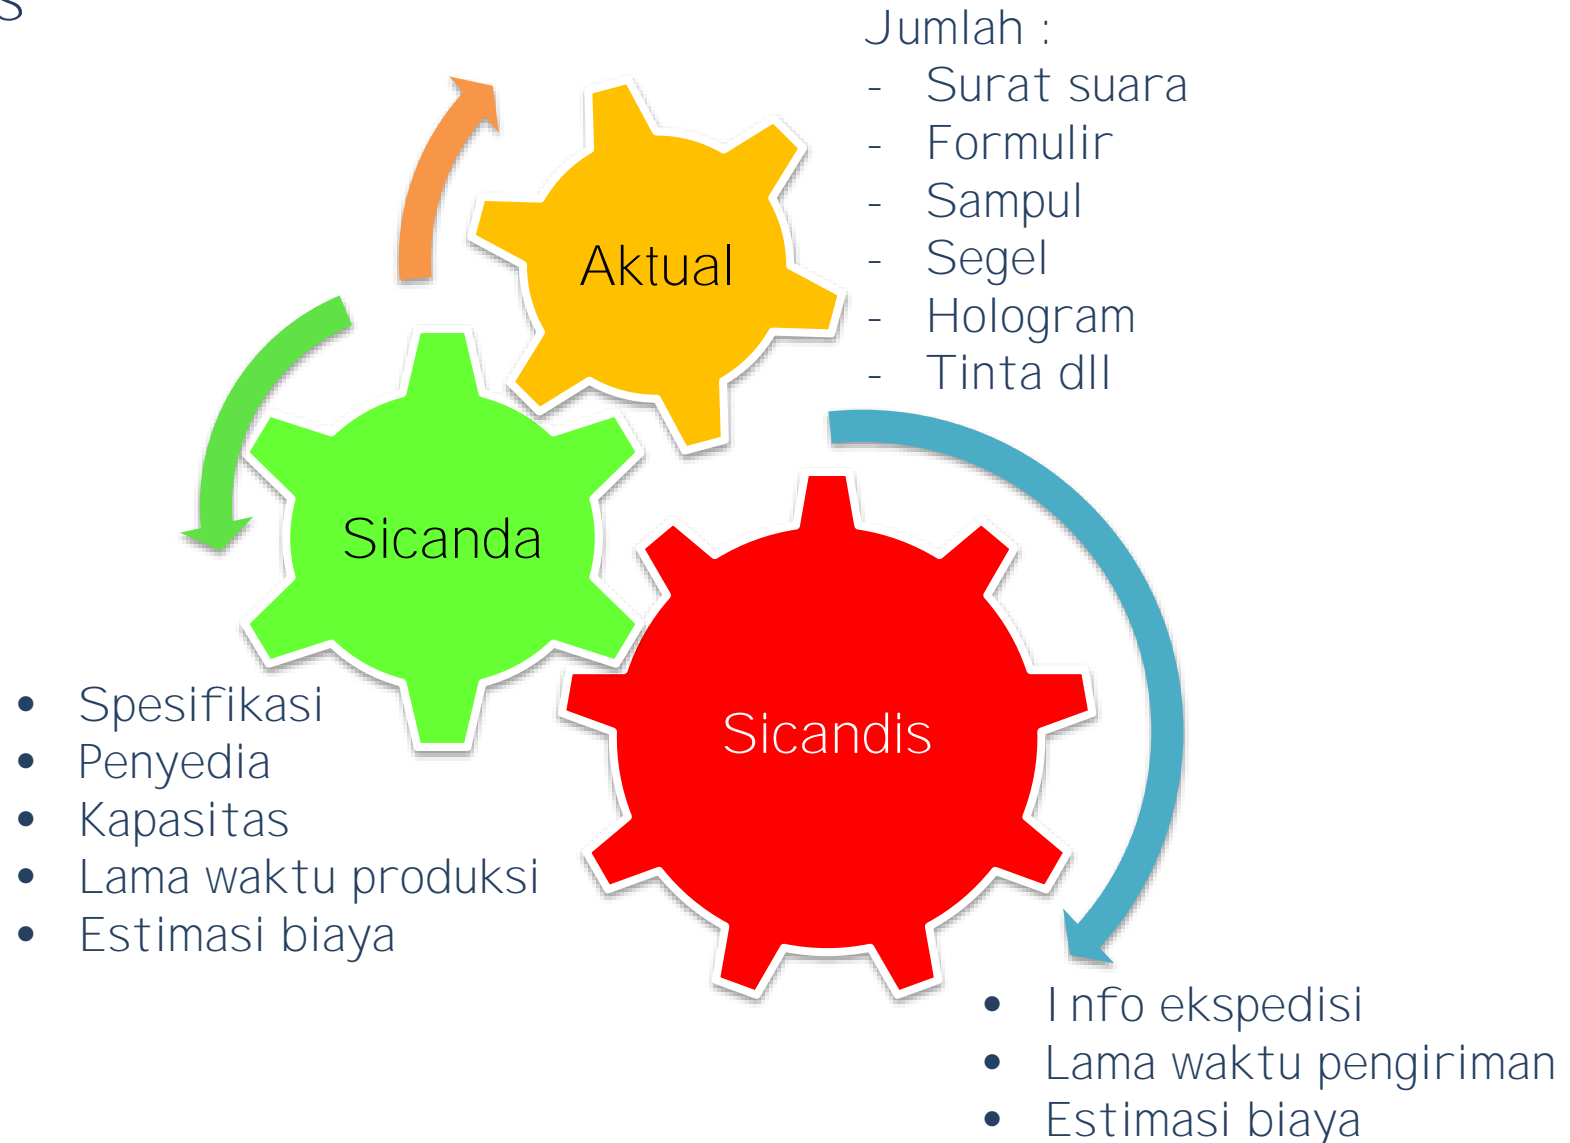 s
Jumlah :
- Surat suara
- Formulir
- Sampul
- Segel
- Hologram
- Tinta dll
Aktual
Sicanda
Sicandis
• Spesifikasi
• Penyedia
• Kapasitas
• Lama waktu produksi
• Estimasi biaya
• Info ekspedisi
• Lama waktu pengiriman
• Estimasi biaya